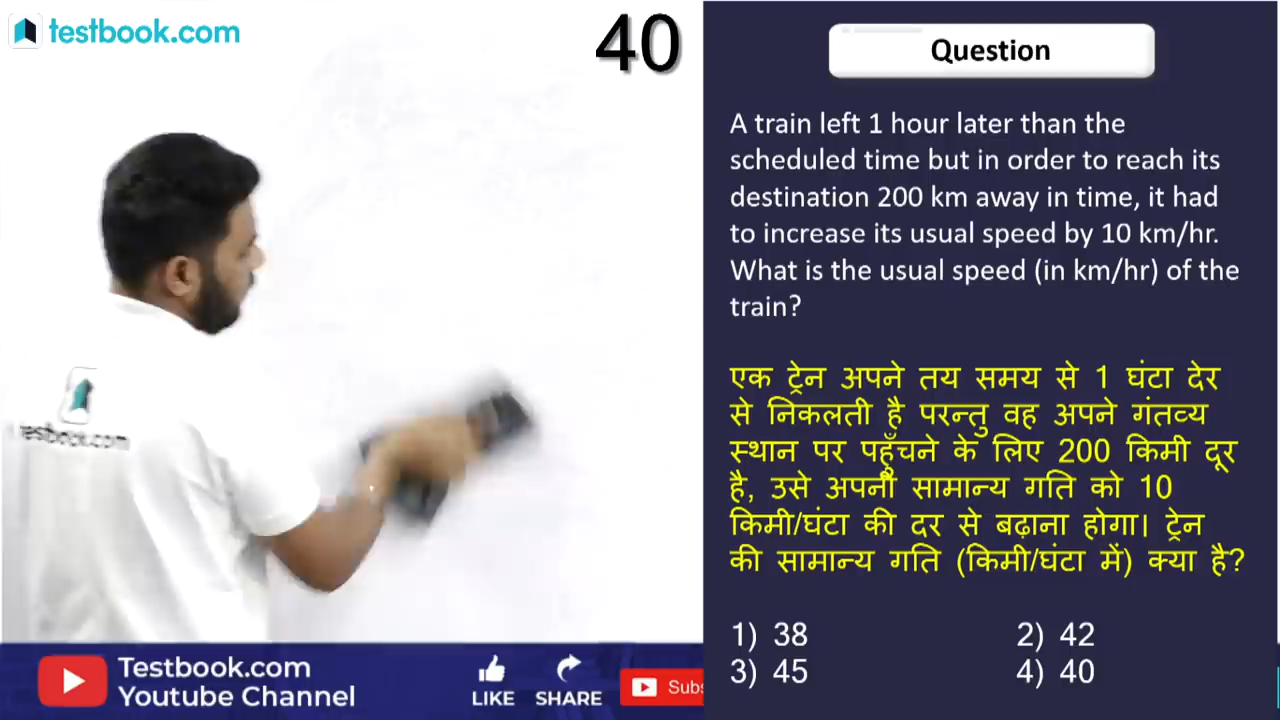 testbook.com
40
Question
A train left 1 hour later than the
scheduled time but in order to reach its
destination 200 km away in time, it had
to increase its usual speed by 10 km/hr.
What is the usual speed (in km/hr) of the
train?
एक ट्रेन अपने तय समय से 1 घंटा देर
से निकलती है परन्तु वह अपने गंतव्य
स्थान पर पहुँचने के लिए 200 किमी दूर
है, उसे अपनी सामान्य गति को 10
किमी/घंटा की दर से बढ़ाना होगा। ट्रेन
की सामान्य गति (किमी/घंटा में) क्या है?
1) 38 2) 42
3) 45 4) 40
testbook.com
Testbook.com
Youtube Channel
LIKE SHARE Subs